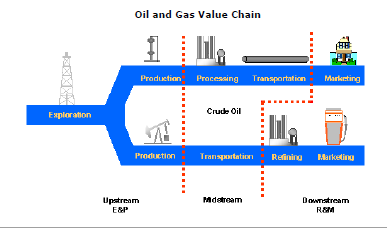 Oil and Gas Value Chain
Production Processing Transportation Marketing
Exploration
Crude Oil
Production Transportation Refining Marketing
Upstream Midstream Downstream
E&P R&M